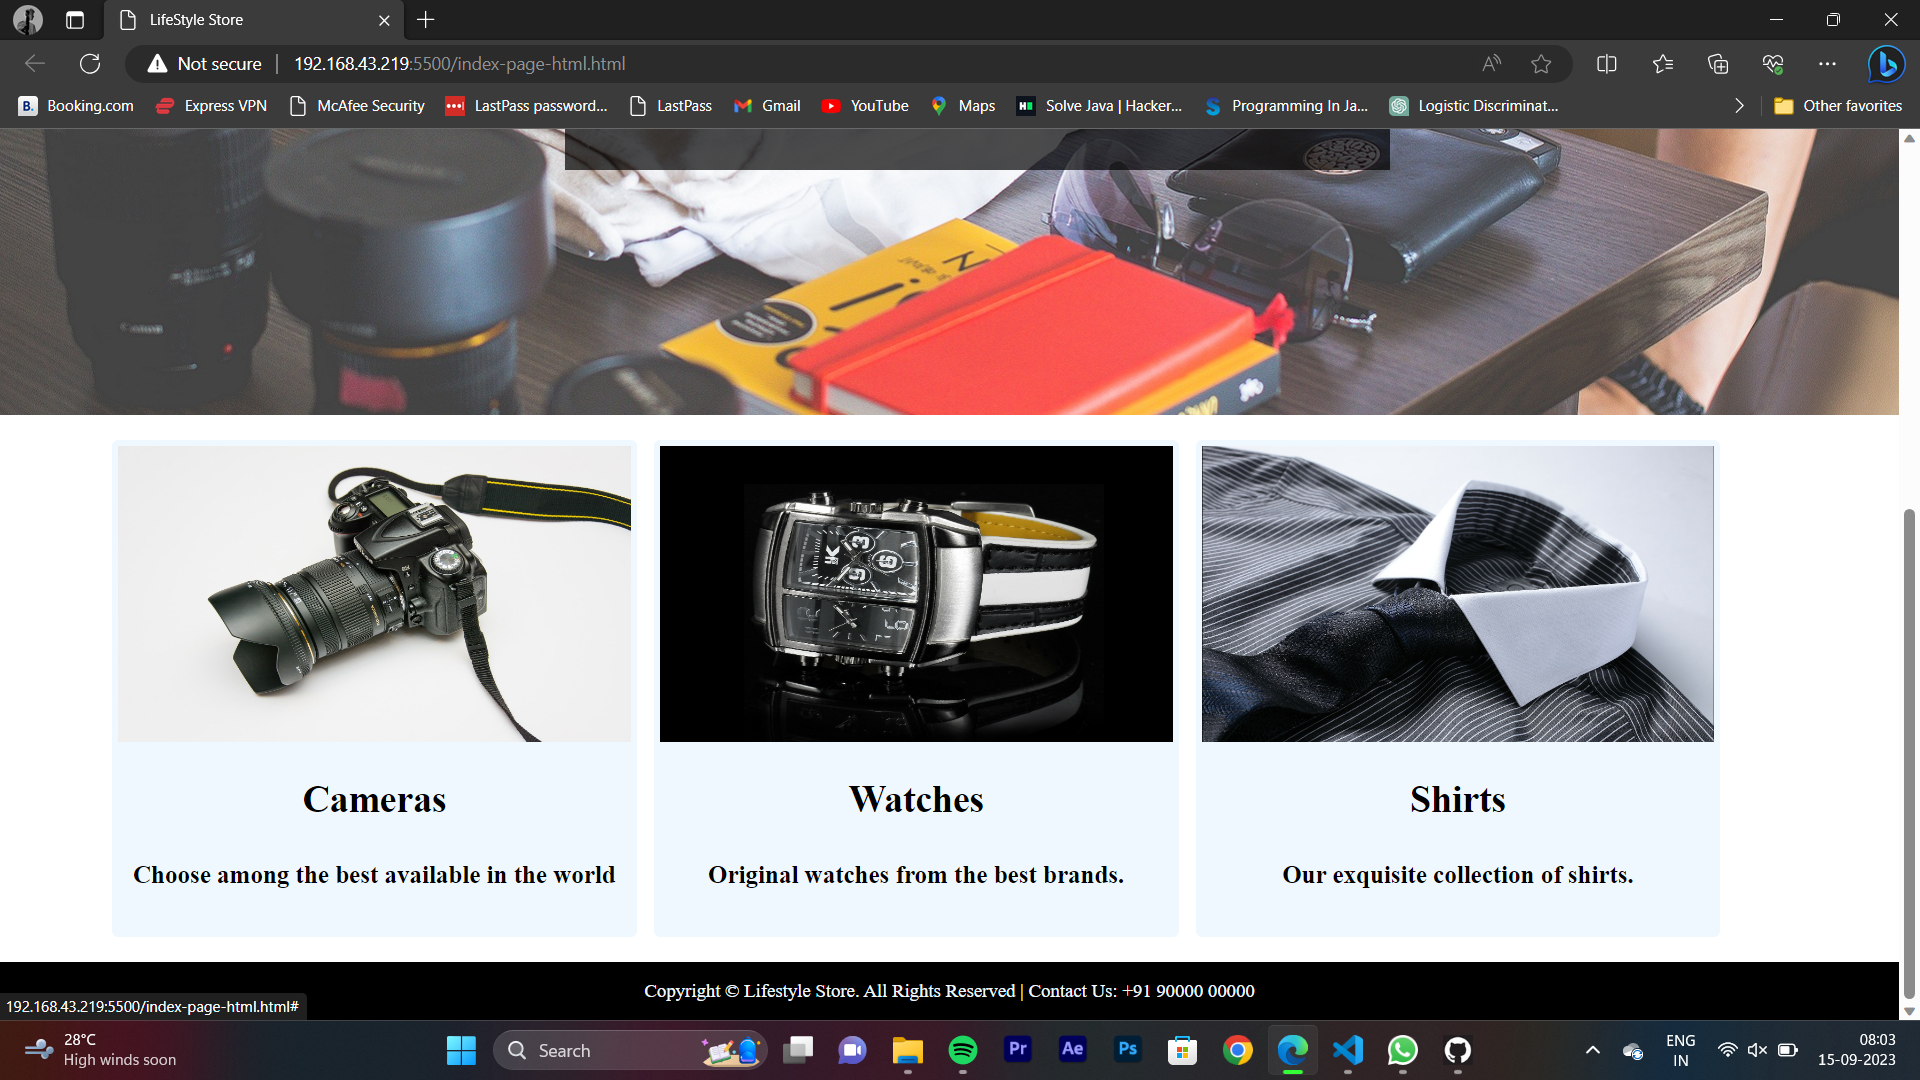 LifeStyle Store
Not secure
192.168.43.219:5500/index-page-html.html
Booking.com
Express VPN
McAfee Security
LastPass password...
LastPass
Gmail
YouTube
Maps
Solve Java | Hacker...
Programming In Ja...
Logistic Discriminat...
Other favorites
Canon
Cameras
Choose among the best available in the world
Watches
Original watches from the best brands.
Shirts
Our exquisite collection of shirts.
Copyright © Lifestyle Store. All Rights Reserved | Contact Us: +91 90000 00000
192.168.43.219:5500/index-page-html.html#
28°C
High winds soon
Search
Pr
Ae
Ps
ENG
IN
08:03
15-09-2023